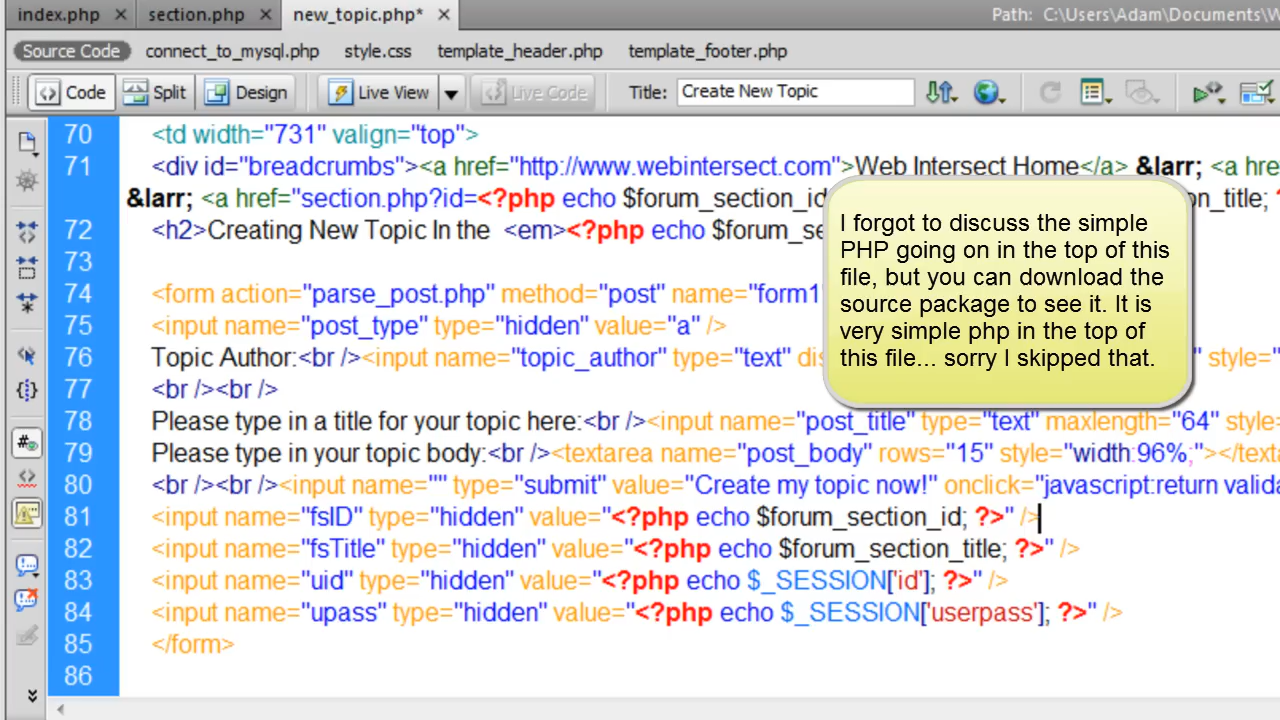 index.php × section.php × new_topic.php* × Path: C:\Users\Adam\Documents\W
Source Code connect_to_mysql.php style.css template_header.php template_footer.php
Code Split Design Live View Live Code Title: Create New Topic
70 <td width="731" valign="top">
71 <div id="breadcrumbs"><a href="http://www.webintersect.com">Web Intersect Home</a> &larr; <a hre
&larr; <a href="section.php?id=<?php echo $forum_section_id _title; ?
72 <h2>Creating New Topic In the <em><?php echo $forum_se
73
74 <form action="parse_post.php" method="post" name="form1"
75 <input name="post_type" type="hidden" value="a" />
76 Topic Author:<br /><input name="topic_author" type="text" dis style="
77 <br /><br />
78 Please type in a title for your topic here:<br /><input name="post_title" type="text" maxlength="64" style=
79 Please type in your topic body:<br /><textarea name="post_body" rows="15" style="width:96%;"></texta
80 <br /><br /><input name="" type="submit" value="Create my topic now!" onclick="javascript:return valida
81 <input name="fsID" type="hidden" value="<?php echo $forum_section_id; ?>" />
82 <input name="fsTitle" type="hidden" value="<?php echo $forum_section_title; ?>" />
83 <input name="uid" type="hidden" value="<?php echo $_SESSION['id']; ?>" />
84 <input name="upass" type="hidden" value="<?php echo $_SESSION['userpass']; ?>" />
85 </form>
86
I forgot to discuss the simple
PHP going on in the top of this
file, but you can download the
source package to see it. It is
very simple php in the top of
this file... sorry I skipped that.